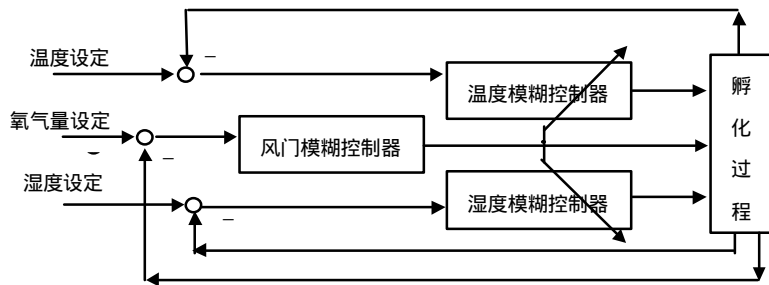 温度设定
温度模糊控制器
孵化过程
氧气量设定
风门模糊控制器
湿度设定
湿度模糊控制器